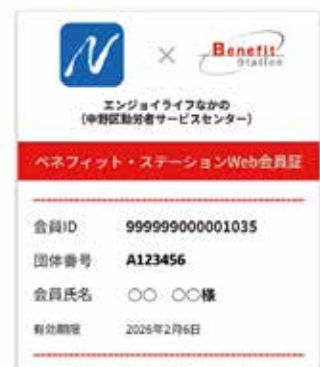 N × Benefit
Station
エンジョイライフなかの
(中野区勤労者サービスセンター)
ベネフィット・ステーションWeb会員証
会員ID 999999000001035
団体番号 A123456
会員氏名 〇〇 〇〇様
有効期限 2026年2月6日